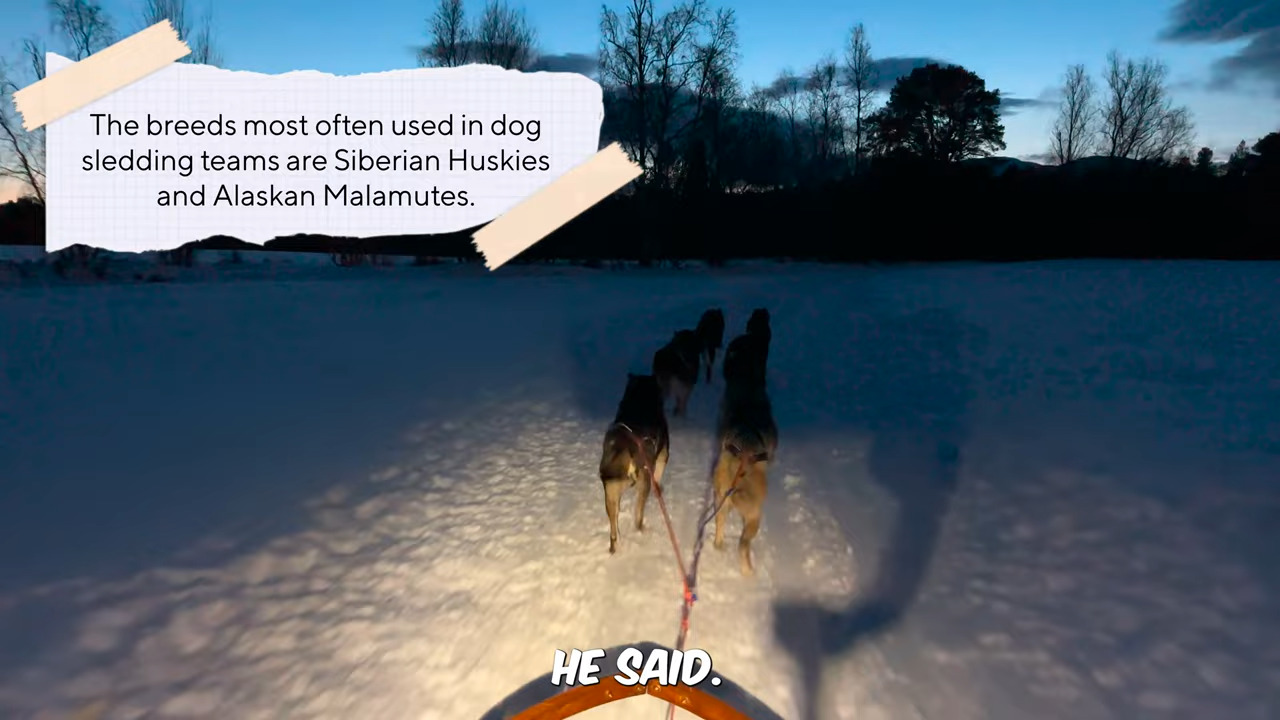 The breeds most often used in dog
sledding teams are Siberian Huskies
and Alaskan Malamutes.
HE SAID.